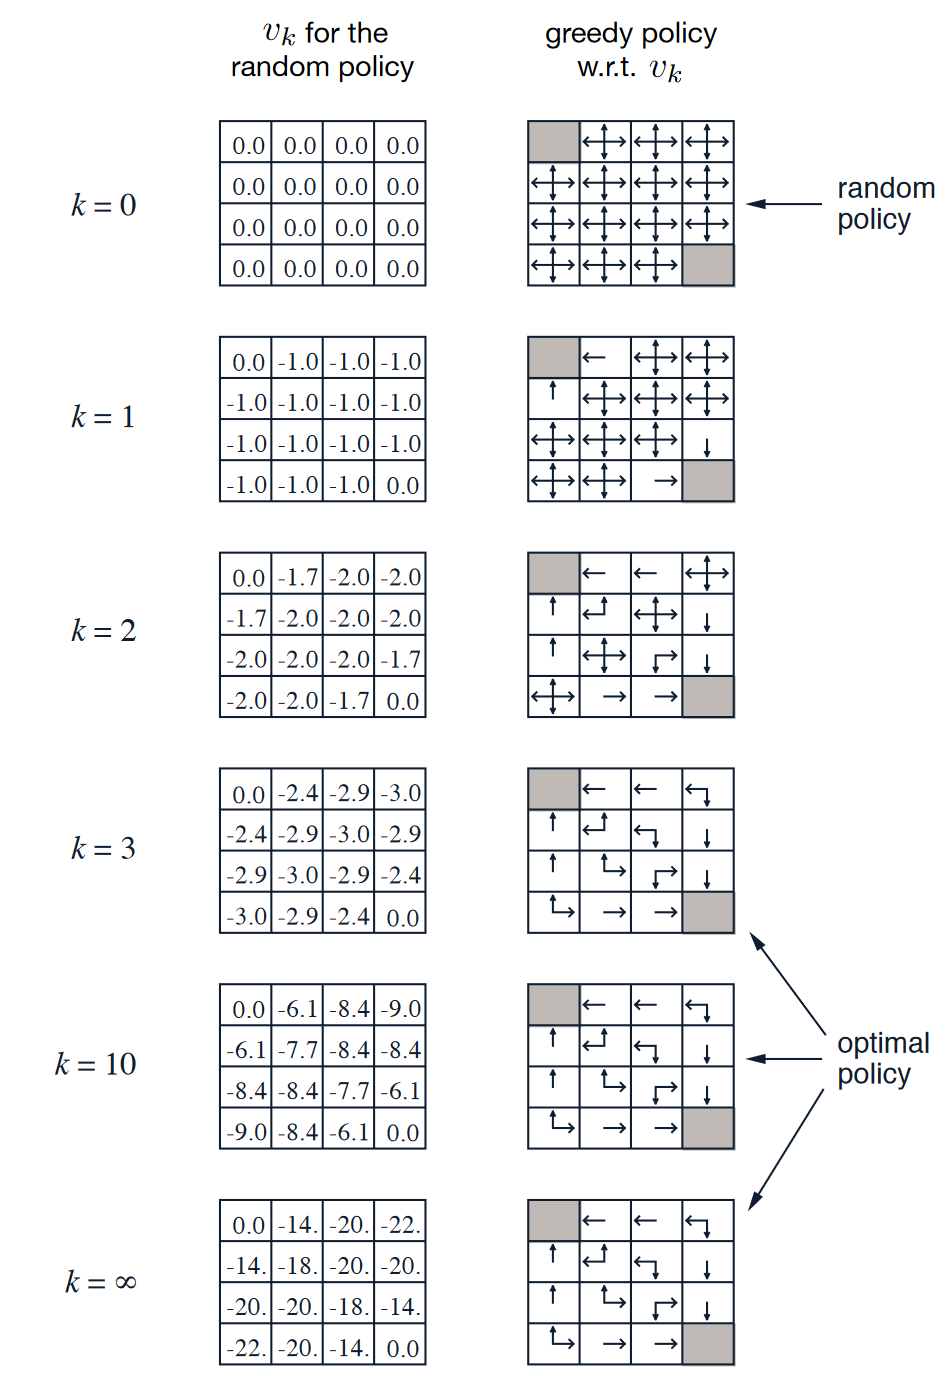 vk for the
random policy
greedy policy
w.r.t. vk
k = 0
0.0 0.0 0.0 0.0
0.0 0.0 0.0 0.0
0.0 0.0 0.0 0.0
0.0 0.0 0.0 0.0
random
policy
k = 1
0.0 -1.0 -1.0 -1.0
-1.0 -1.0 -1.0 -1.0
-1.0 -1.0 -1.0 -1.0
-1.0 -1.0 -1.0 0.0
k = 2
0.0 -1.7 -2.0 -2.0
-1.7 -2.0 -2.0 -2.0
-2.0 -2.0 -2.0 -1.7
-2.0 -2.0 -1.7 0.0
k = 3
0.0 -2.4 -2.9 -3.0
-2.4 -2.9 -3.0 -2.9
-2.9 -3.0 -2.9 -2.4
-3.0 -2.9 -2.4 0.0
k = 10
0.0 -6.1 -8.4 -9.0
-6.1 -7.7 -8.4 -8.4
-8.4 -8.4 -7.7 -6.1
-9.0 -8.4 -6.1 0.0
optimal
policy
k = ∞
0.0 -14. -20. -22.
-14. -18. -20. -20.
-20. -20. -18. -14.
-22. -20. -14. 0.0